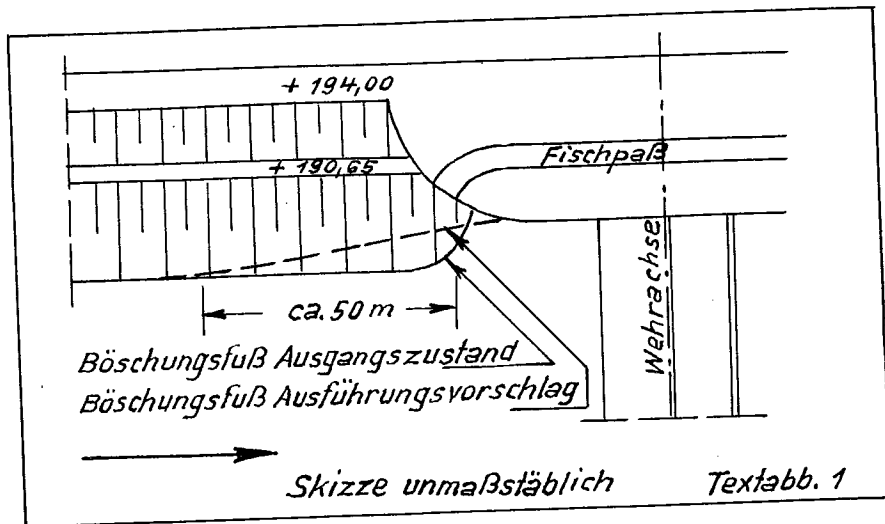 + 194,00
Fischpaß
+ 190,65
Wehrachse
ca. 50 m
Böschungsfuß Ausgangszustand
Böschungsfuß Ausführungsvorschlag
Skizze unmaßstäblich
Textabb. 1